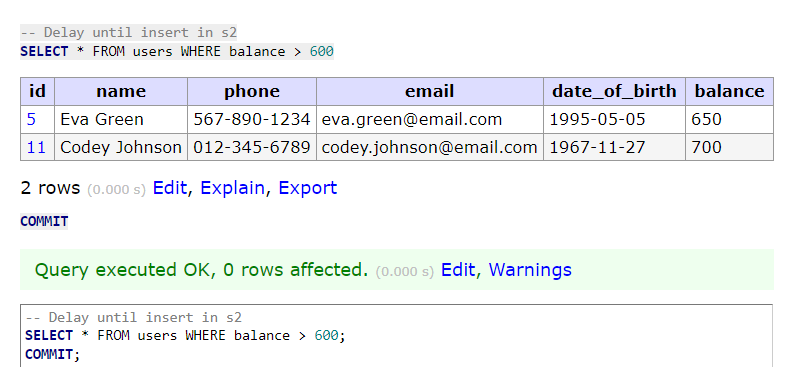 -- Delay until insert in s2
SELECT * FROM users WHERE balance > 600
id name phone email date_of_birth balance
5 Eva Green 567-890-1234 eva.green@email.com 1995-05-05 650
11 Codey Johnson 012-345-6789 codey.johnson@email.com 1967-11-27 700
2 rows (0.000 s) Edit, Explain, Export
COMMIT
Query executed OK, 0 rows affected. (0.000 s) Edit, Warnings
-- Delay until insert in s2
SELECT * FROM users WHERE balance > 600;
COMMIT;